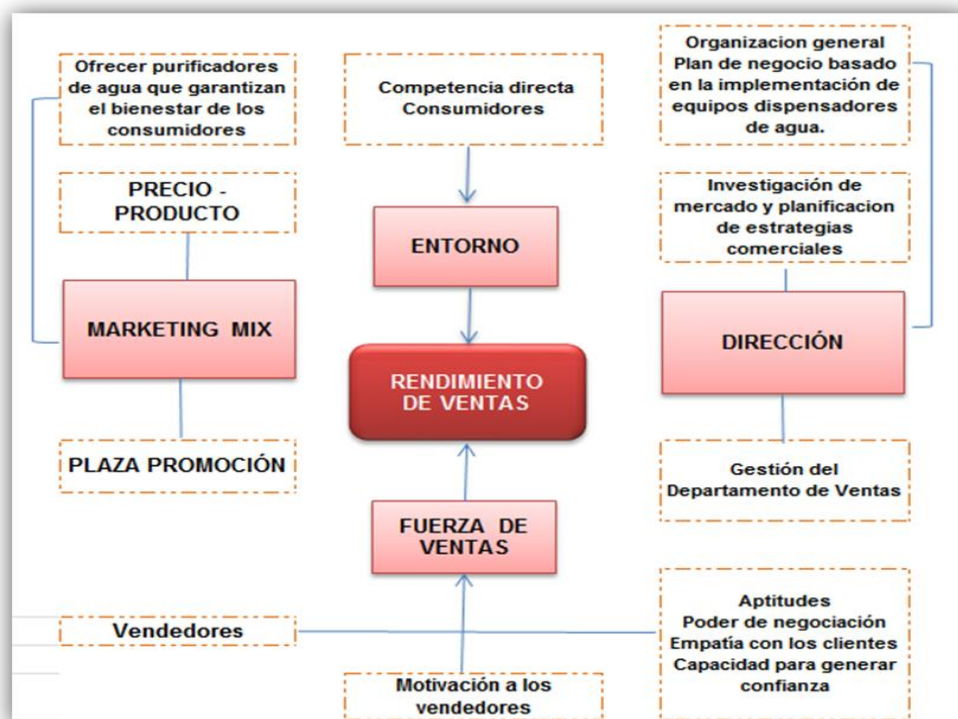 Ofrecer purificadores
de agua que garantizan
el bienestar de los
consumidores
PRECIO -
PRODUCTO
MARKETING MIX
PLAZA PROMOCIÓN
Competencia directa
Consumidores
ENTORNO
RENDIMIENTO
DE VENTAS
FUERZA DE
VENTAS
Organizacion general
Plan de negocio basado
en la implementación de
equipos dispensadores
de agua.
Investigación de
mercado y planificacion
de estrategias
comerciales
DIRECCIÓN
Gestión del
Departamento de Ventas
Vendedores
Motivación a los
vendedores
Aptitudes
Poder de negociación
Empatía con los clientes
Capacidad para generar
confianza